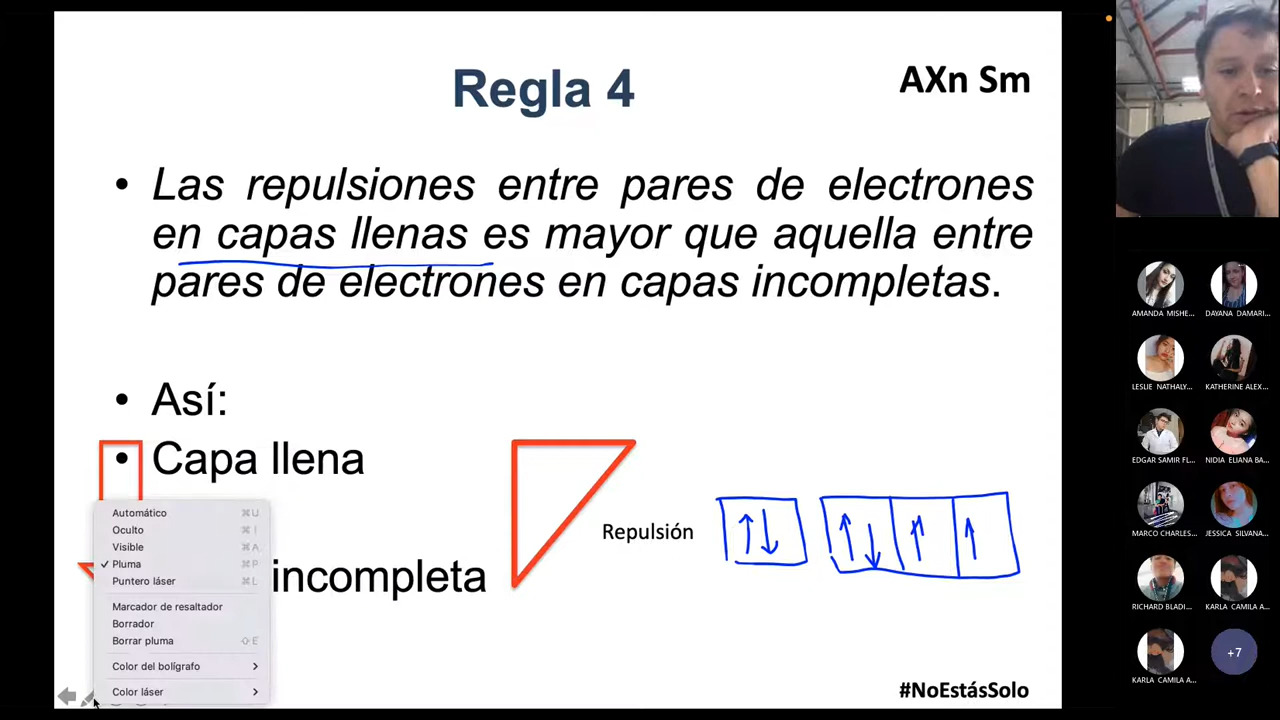 Regla 4
AXn Sm
• Las repulsiones entre pares de electrones
en capas llenas es mayor que aquella entre
pares de electrones en capas incompletas.
• Así:
• Capa llena
incompleta
Repulsión
Automático ⌘U
Oculto ⌘I
Visible ⌘A
✓ Pluma ⌘P
Puntero láser ⌘L
Marcador de resaltador
Borrador
Borrar pluma ⇧E
Color del bolígrafo >
Color láser >
#NoEstásSolo
AMANDA MISHE...
DAYANA DAMARI...
LESLIE NATHALY...
KATHERINE ALEX...
EDGAR SAMIR FL...
NIDIA ELIANA BA...
MARCO CHARLES...
JESSICA SILVANA...
RICHARD BLADI...
KARLA CAMILA A...
KARLA CAMILA A...
+7